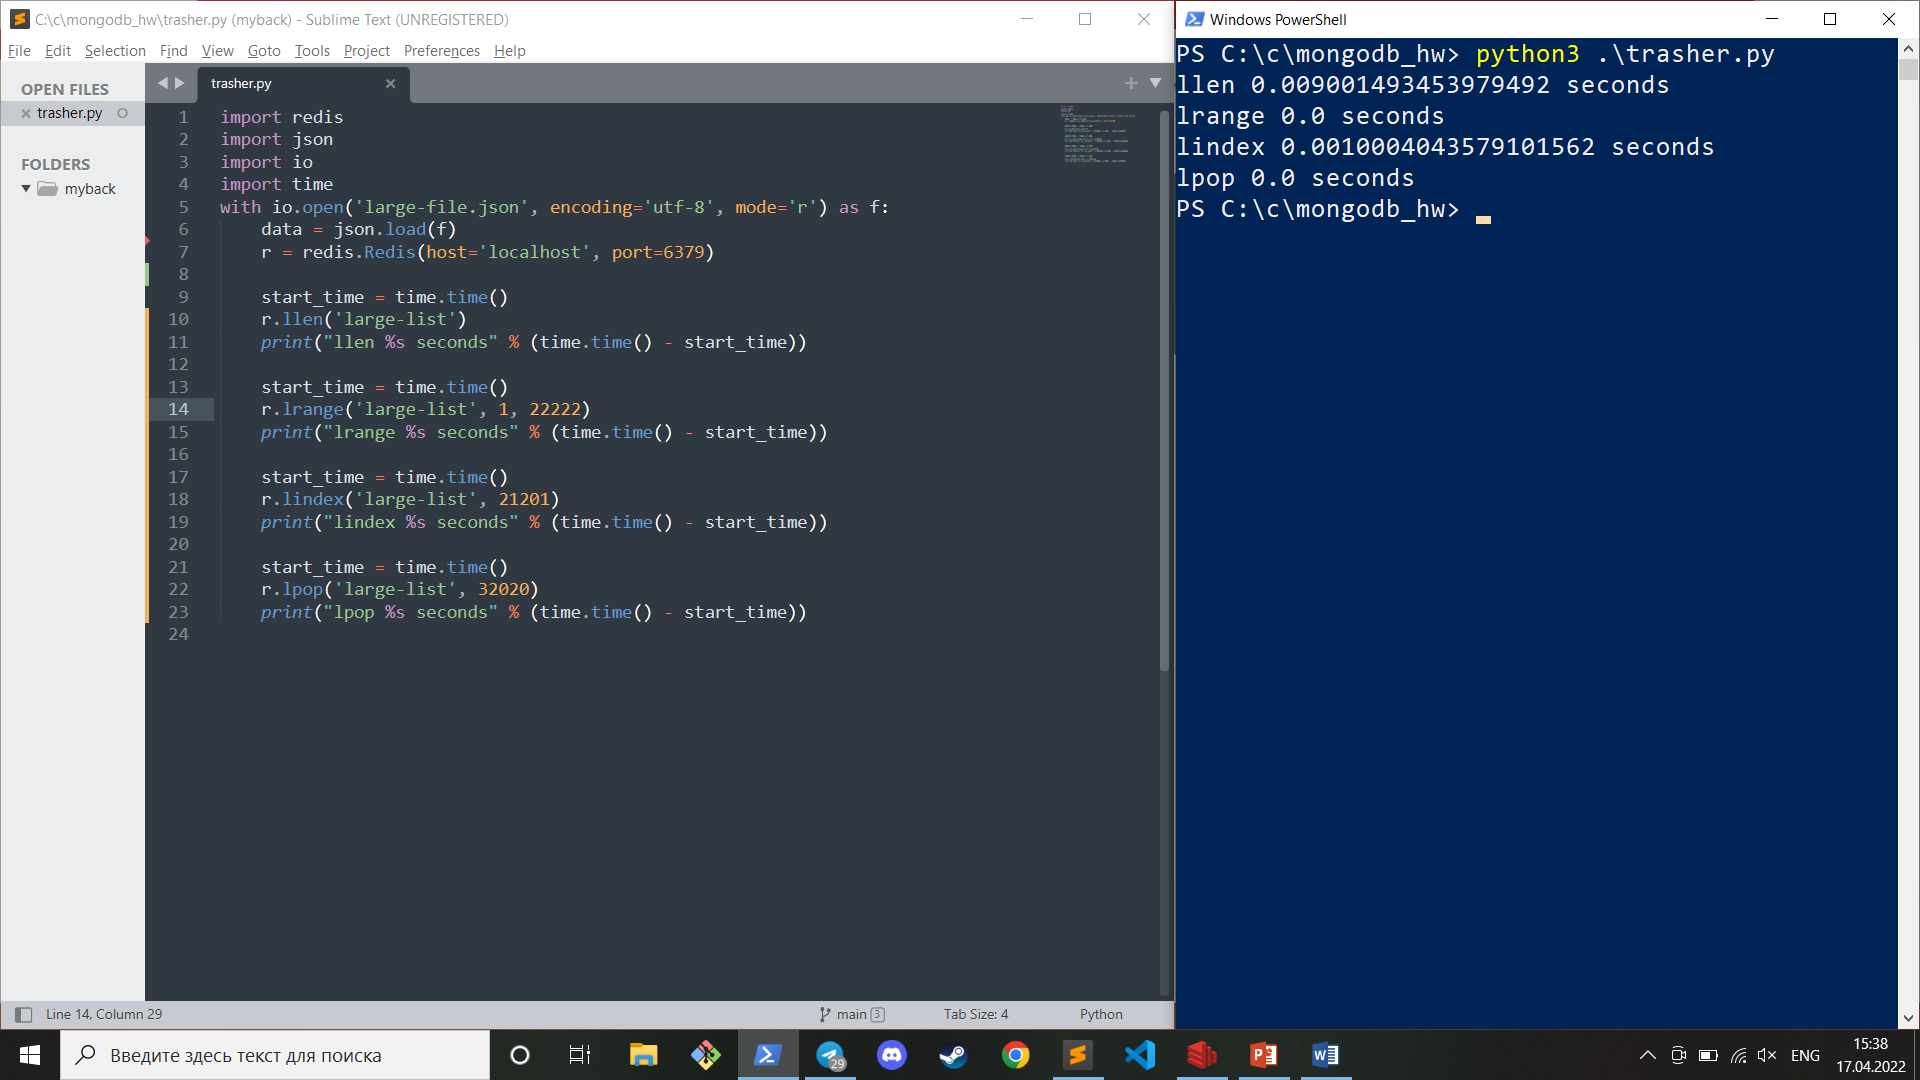 C:\c\mongodb_hw\trasher.py (myback) - Sublime Text (UNREGISTERED)
File Edit Selection Find View Goto Tools Project Preferences Help
OPEN FILES
trasher.py
FOLDERS
myback
trasher.py
1 import redis
2 import json
3 import io
4 import time
5 with io.open('large-file.json', encoding='utf-8', mode='r') as f:
6 data = json.load(f)
7 r = redis.Redis(host='localhost', port=6379)
8
9 start_time = time.time()
10 r.llen('large-list')
11 print("llen %s seconds" % (time.time() - start_time))
12
13 start_time = time.time()
14 r.lrange('large-list', 1, 22222)
15 print("lrange %s seconds" % (time.time() - start_time))
16
17 start_time = time.time()
18 r.lindex('large-list', 21201)
19 print("lindex %s seconds" % (time.time() - start_time))
20
21 start_time = time.time()
22 r.lpop('large-list', 32020)
23 print("lpop %s seconds" % (time.time() - start_time))
24
Line 14, Column 29
main 3
Tab Size: 4
Python
Windows PowerShell
PS C:\c\mongodb_hw> python3 .\trasher.py
llen 0.009001493453979492 seconds
lrange 0.0 seconds
lindex 0.0010004043579101562 seconds
lpop 0.0 seconds
PS C:\c\mongodb_hw>
Введите здесь текст для поиска
29
ENG
15:38
17.04.2022